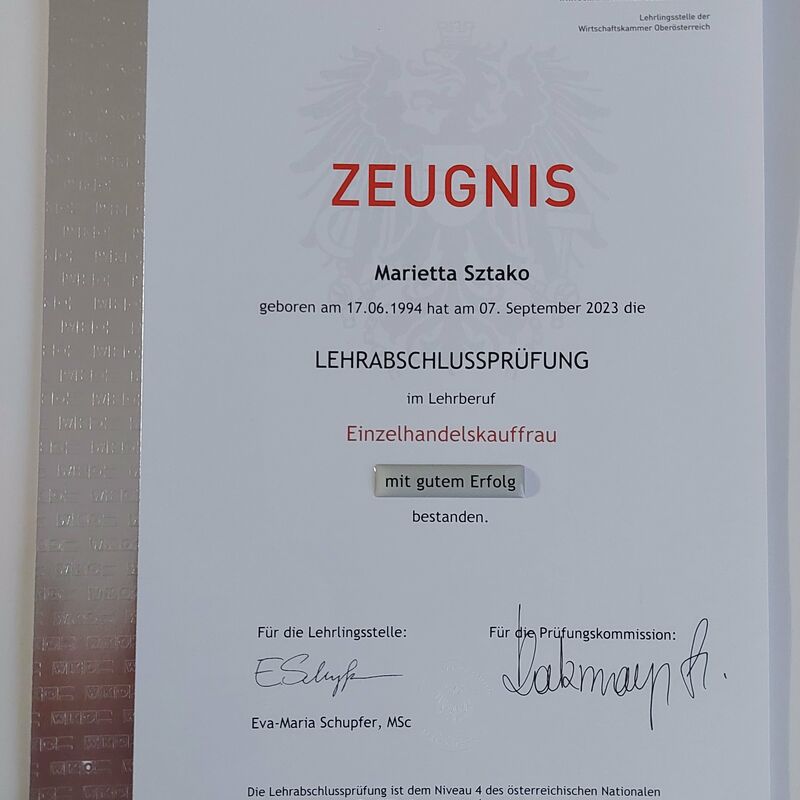 Lehrlingsstelle der
Wirtschaftskammer Oberösterreich
ZEUGNIS
Marietta Sztako
geboren am 17.06.1994 hat am 07. September 2023 die
LEHRABSCHLUSSPRÜFUNG
im Lehrberuf
Einzelhandelskauffrau
mit gutem Erfolg
bestanden.
Für die Lehrlingsstelle:
Für die Prüfungskommission:
Eva-Maria Schupfer, MSc
Die Lehrabschlussprüfung ist dem Niveau 4 des österreichischen Nationalen